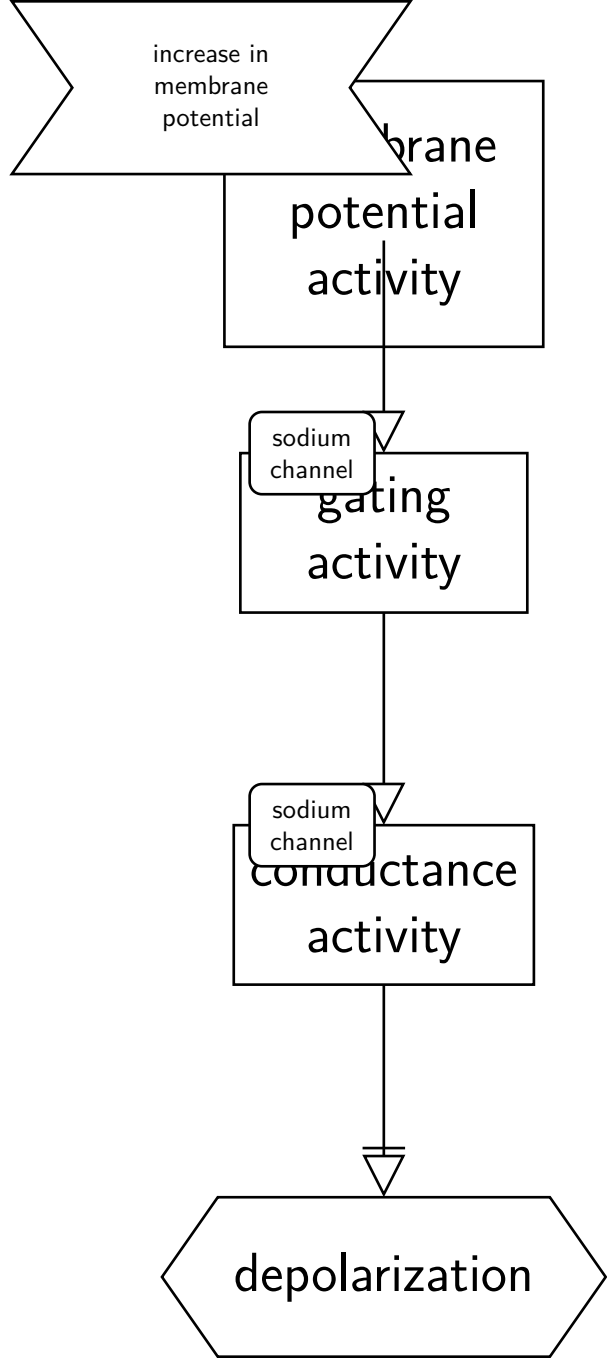 increase in
membrane
potential
brane
potential
activity
sodium
channel
gating
activity
sodium
channel
conductance
activity
depolarization